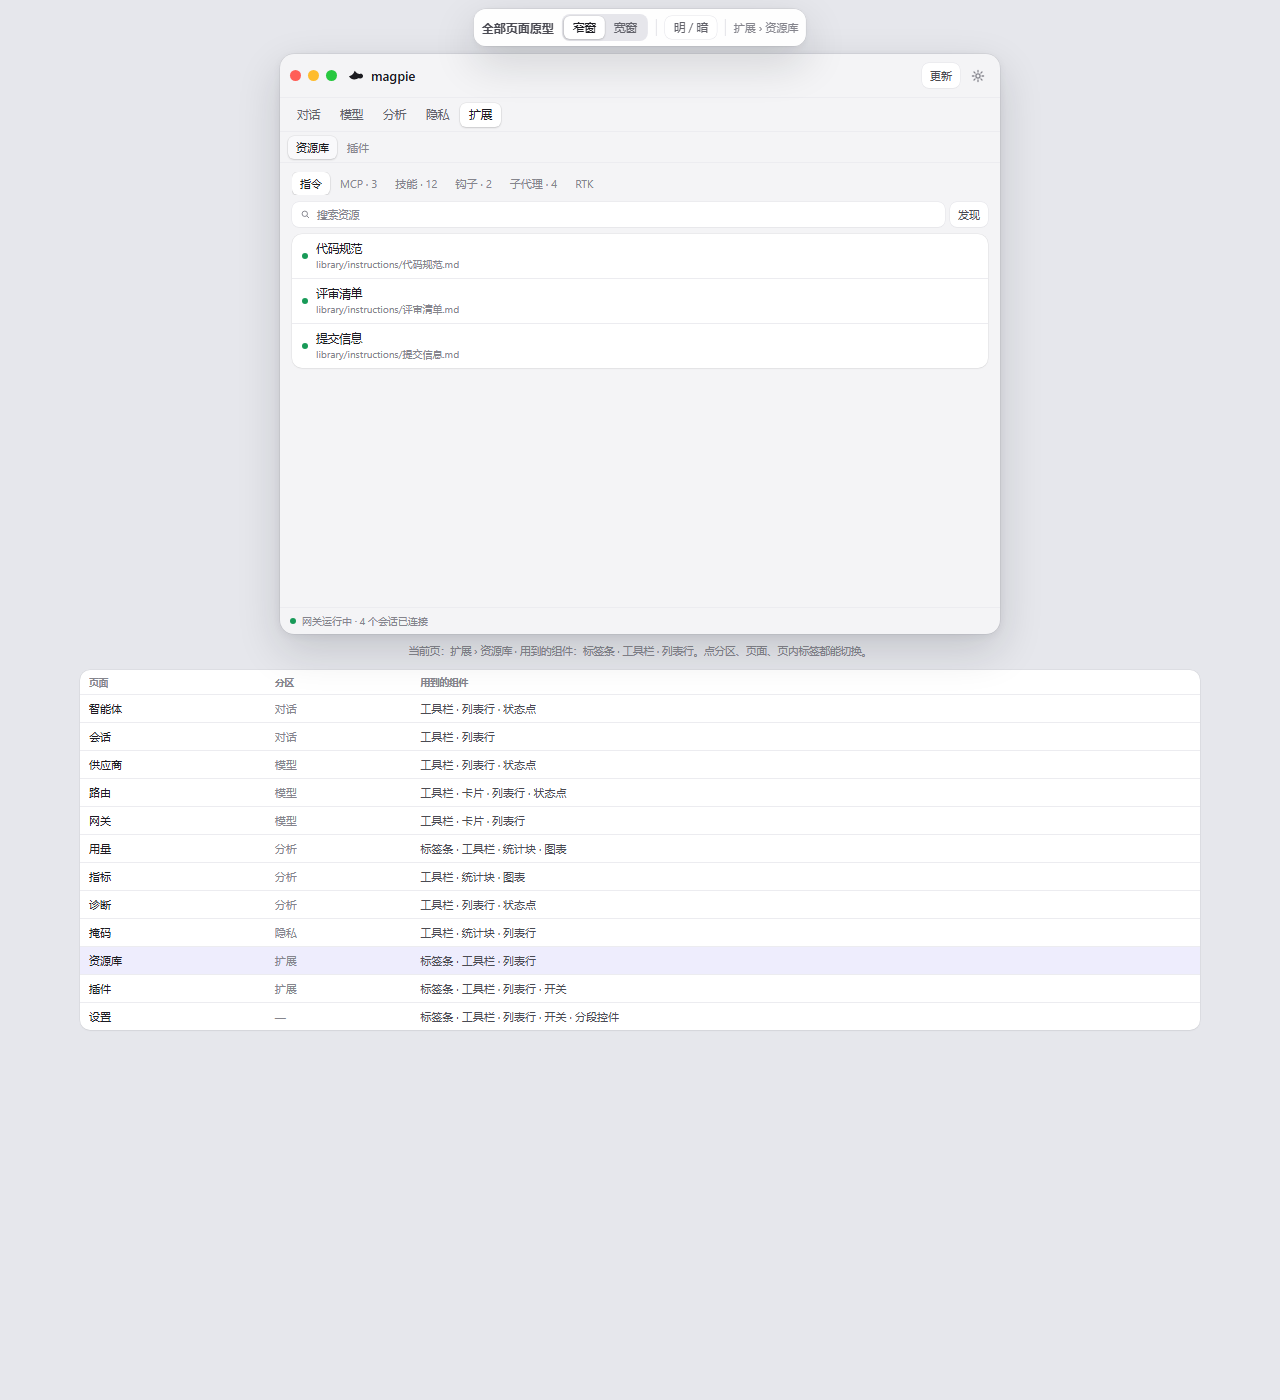 全部页面原型 窄窗 宽窗 明 / 暗 扩展 › 资源库
magpie 更新
对话 模型 分析 隐私 扩展
资源库 插件
指令 MCP · 3 技能 · 12 钩子 · 2 子代理 · 4 RTK
搜索资源 发现
代码规范
library/instructions/代码规范.md
评审清单
library/instructions/评审清单.md
提交信息
library/instructions/提交信息.md
网关运行中 · 4 个会话已连接
当前页：扩展 › 资源库 · 用到的组件：标签条 · 工具栏 · 列表行。点分区、页面、页内标签都能切换。
页面 分区 用到的组件
智能体 对话 工具栏 · 列表行 · 状态点
会话 对话 工具栏 · 列表行
供应商 模型 工具栏 · 列表行 · 状态点
路由 模型 工具栏 · 卡片 · 列表行 · 状态点
网关 模型 工具栏 · 卡片 · 列表行
用量 分析 标签条 · 工具栏 · 统计块 · 图表
指标 分析 工具栏 · 统计块 · 图表
诊断 分析 工具栏 · 列表行 · 状态点
掩码 隐私 工具栏 · 统计块 · 列表行
资源库 扩展 标签条 · 工具栏 · 列表行
插件 扩展 标签条 · 工具栏 · 列表行 · 开关
设置 — 标签条 · 工具栏 · 列表行 · 开关 · 分段控件